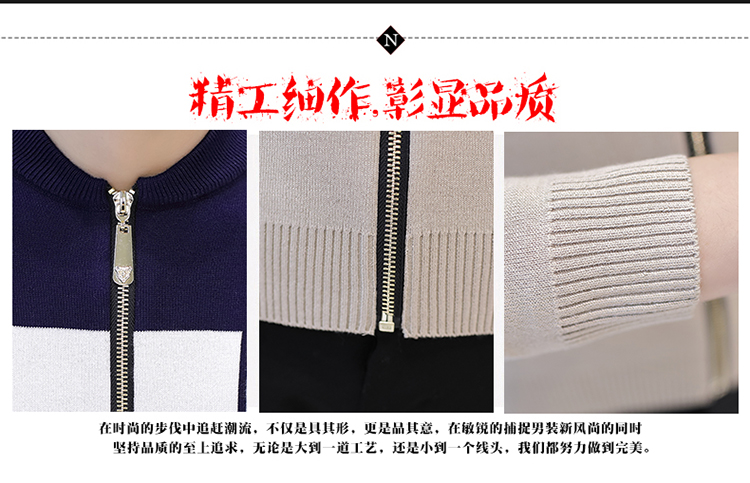 N
精工细作,彰显品质
在时尚的步伐中追赶潮流，不仅是具其形，更是品其意，在敏锐的捕捉男装新风尚的同时
坚持品质的至上追求，无论是大到一道工艺，还是小到一个线头，我们都努力做到完美。